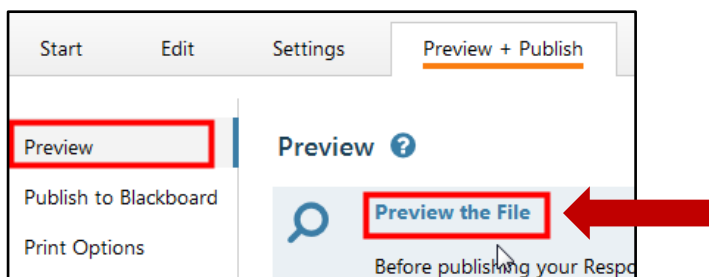 Start Edit Settings Preview + Publish
Preview
Publish to Blackboard
Print Options
Preview
Preview the File
Before publishing your Respo